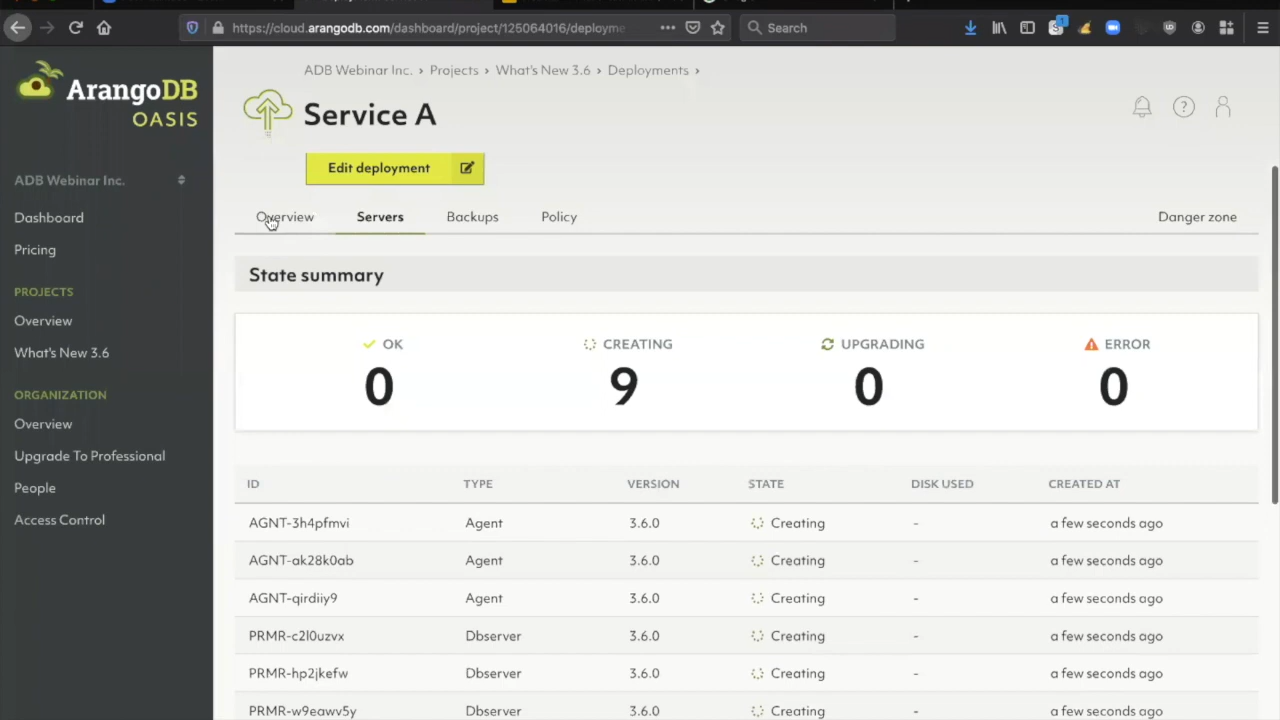 https://cloud.arangodb.com/dashboard/project/125064016/deployme
Search
1
ArangoDB
OASIS
ADB Webinar Inc.
Dashboard
Pricing
PROJECTS
Overview
What's New 3.6
ORGANIZATION
Overview
Upgrade To Professional
People
Access Control
ADB Webinar Inc. › Projects › What's New 3.6 › Deployments ›
Service A
Edit deployment
Overview Servers Backups Policy Danger zone
State summary
OK CREATING UPGRADING ERROR
0 9 0 0
ID TYPE VERSION STATE DISK USED CREATED AT
AGNT-3h4pfmvi Agent 3.6.0 Creating - a few seconds ago
AGNT-ak28k0ab Agent 3.6.0 Creating - a few seconds ago
AGNT-qirdiiy9 Agent 3.6.0 Creating - a few seconds ago
PRMR-c2l0uzvx Dbserver 3.6.0 Creating - a few seconds ago
PRMR-hp2jkefw Dbserver 3.6.0 Creating - a few seconds ago
PRMR-w9eawv5y Dbserver 3.6.0 Creating - a few seconds ago